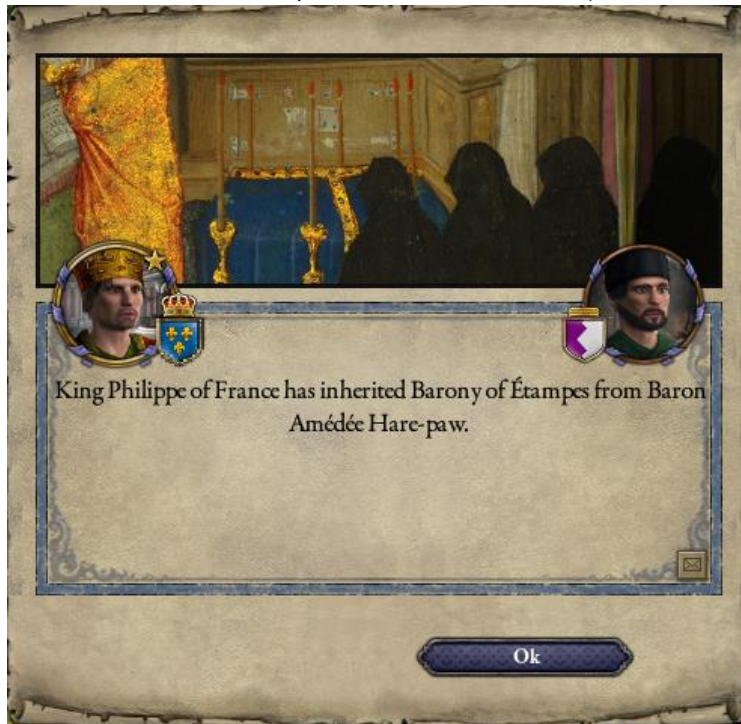 King Philippe of France has inherited Barony of Étampes from Baron
Amédée Hare-paw.
Ok